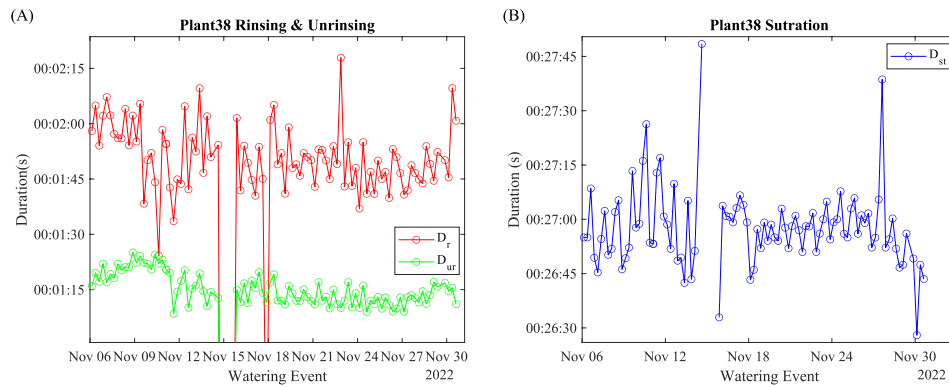 (A)
Plant38 Rinsing & Unrinsing
00:02:15
00:02:00
00:01:45
00:01:30
00:01:15
Duration(s)
D_r
D_ur
Nov 06 Nov 09 Nov 12 Nov 15 Nov 18 Nov 21 Nov 24 Nov 27 Nov 30
Watering Event
2022
(B)
Plant38 Sutration
00:27:45
00:27:30
00:27:15
00:27:00
00:26:45
00:26:30
Duration (s)
D_st
Nov 06 Nov 12 Nov 18 Nov 24 Nov 30
Watering Event
2022